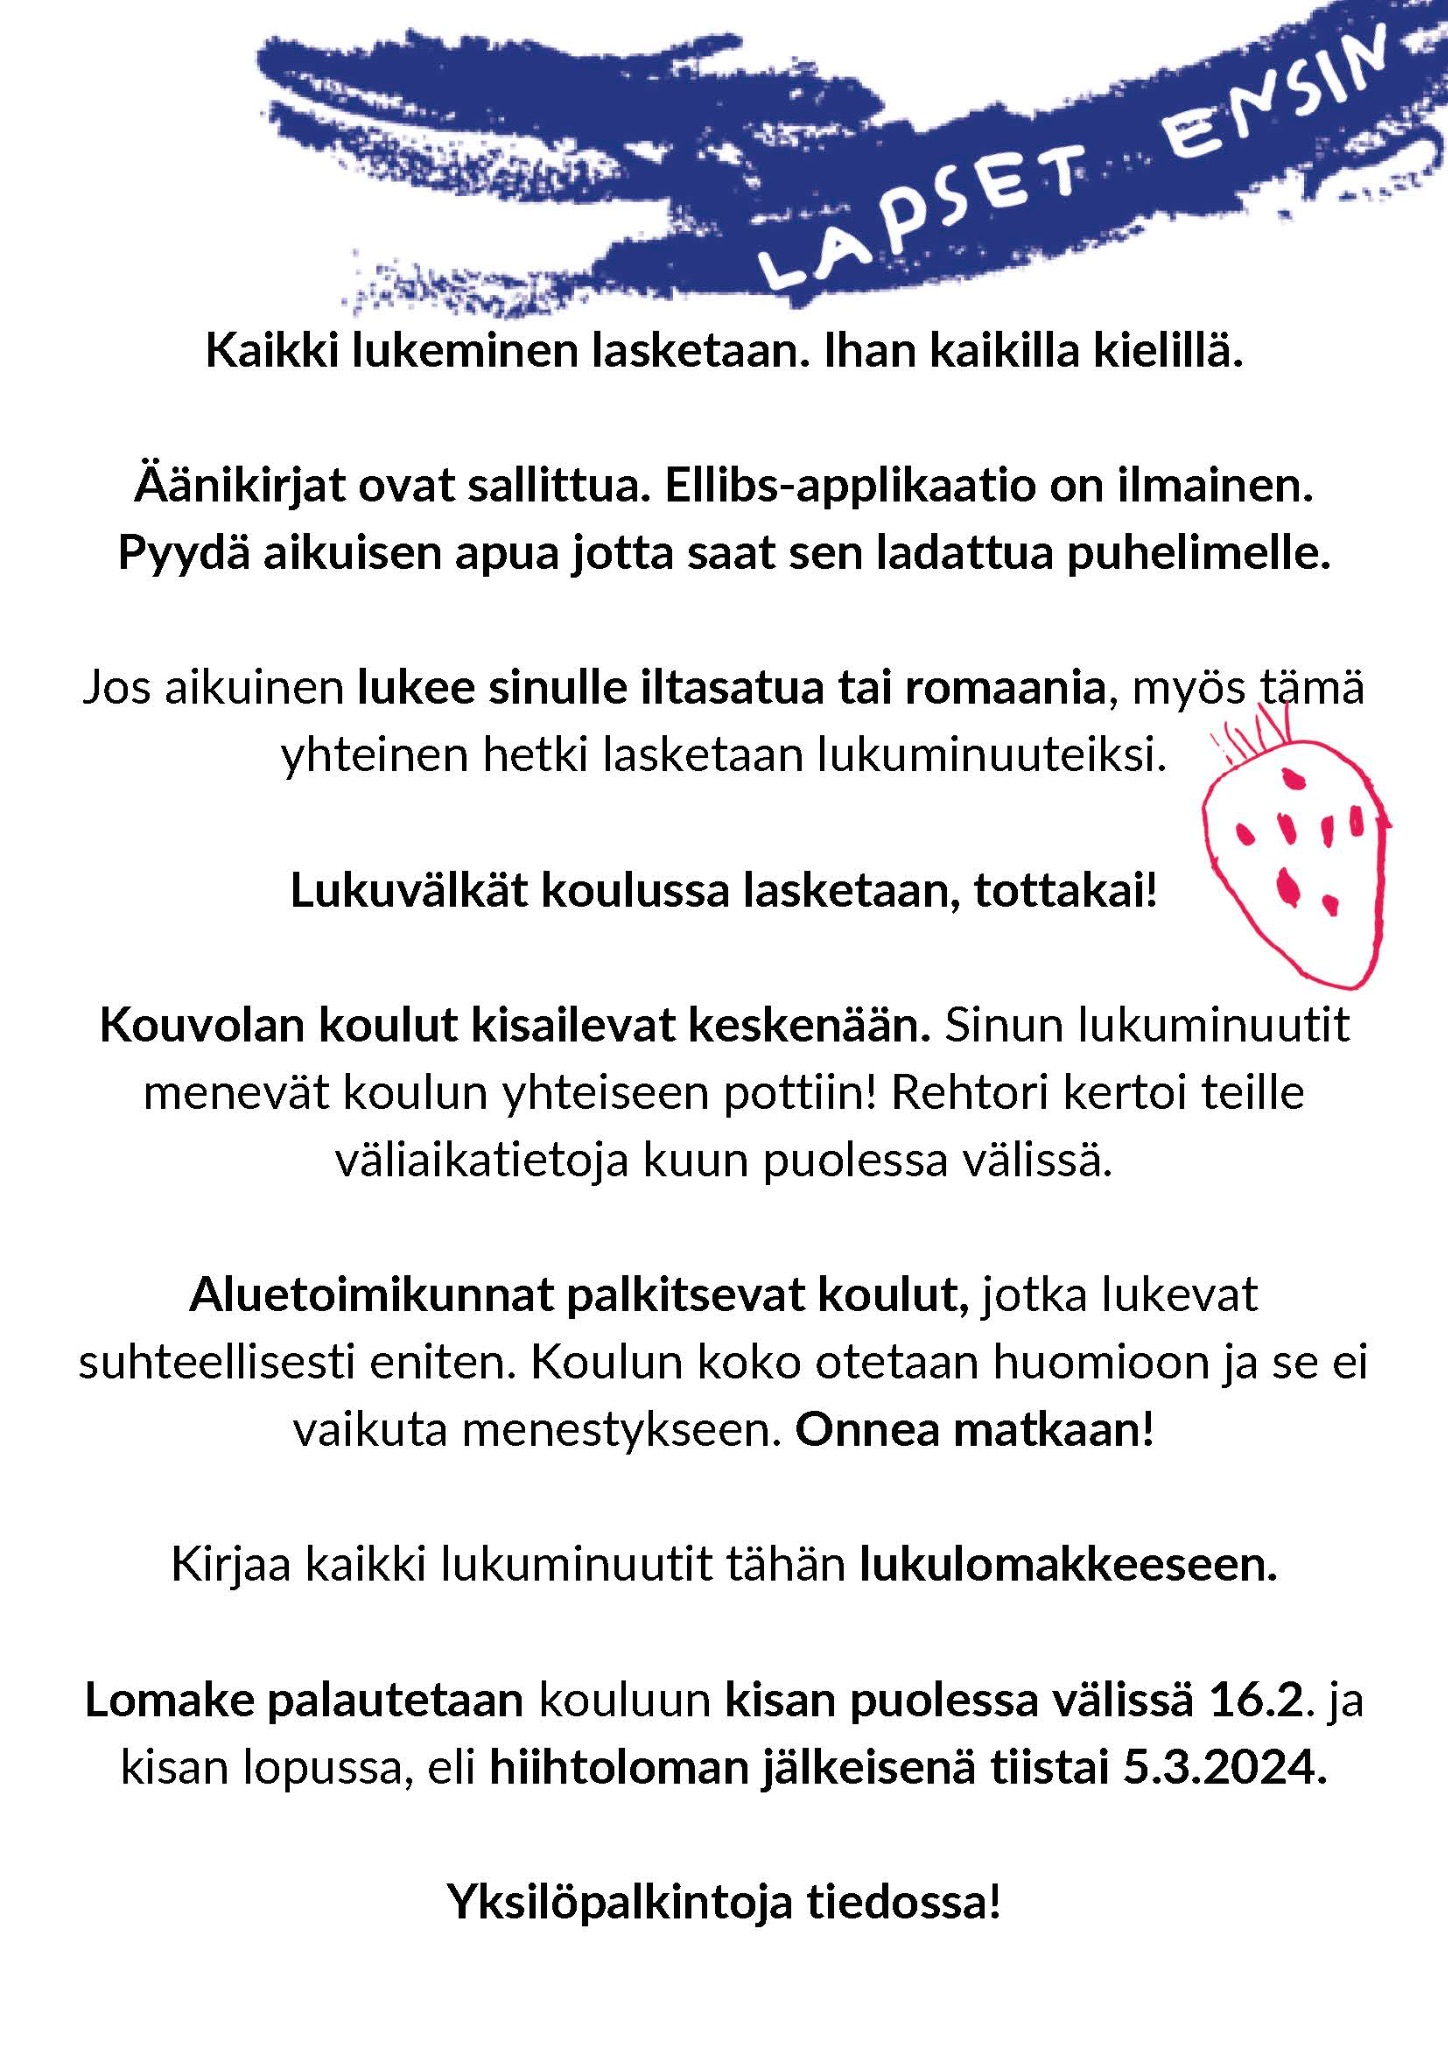 LAPSET ENSIN
Kaikki lukeminen lasketaan. Ihan kaikilla kielillä.
Äänikirjat ovat sallittua. Ellibs-applikaatio on ilmainen.
Pyydä aikuisen apua jotta saat sen ladattua puhelimelle.
Jos aikuinen lukee sinulle iltasatua tai romaania, myös tämä
yhteinen hetki lasketaan lukuminuuteiksi.
Lukuvälkät koulussa lasketaan, tottakai!
Kouvolan koulut kisailevat keskenään. Sinun lukuminuutit
menevät koulun yhteiseen pottiin! Rehtori kertoi teille
väliaikatietoja kuun puolessa välissä.
Aluetoimikunnat palkitsevat koulut, jotka lukevat
suhteellisesti eniten. Koulun koko otetaan huomioon ja se ei
vaikuta menestykseen. Onnea matkaan!
Kirjaa kaikki lukuminuutit tähän lukulomakkeeseen.
Lomake palautetaan kouluun kisan puolessa välissä 16.2. ja
kisan lopussa, eli hiihtoloman jälkeisenä tiistai 5.3.2024.
Yksilöpalkintoja tiedossa!